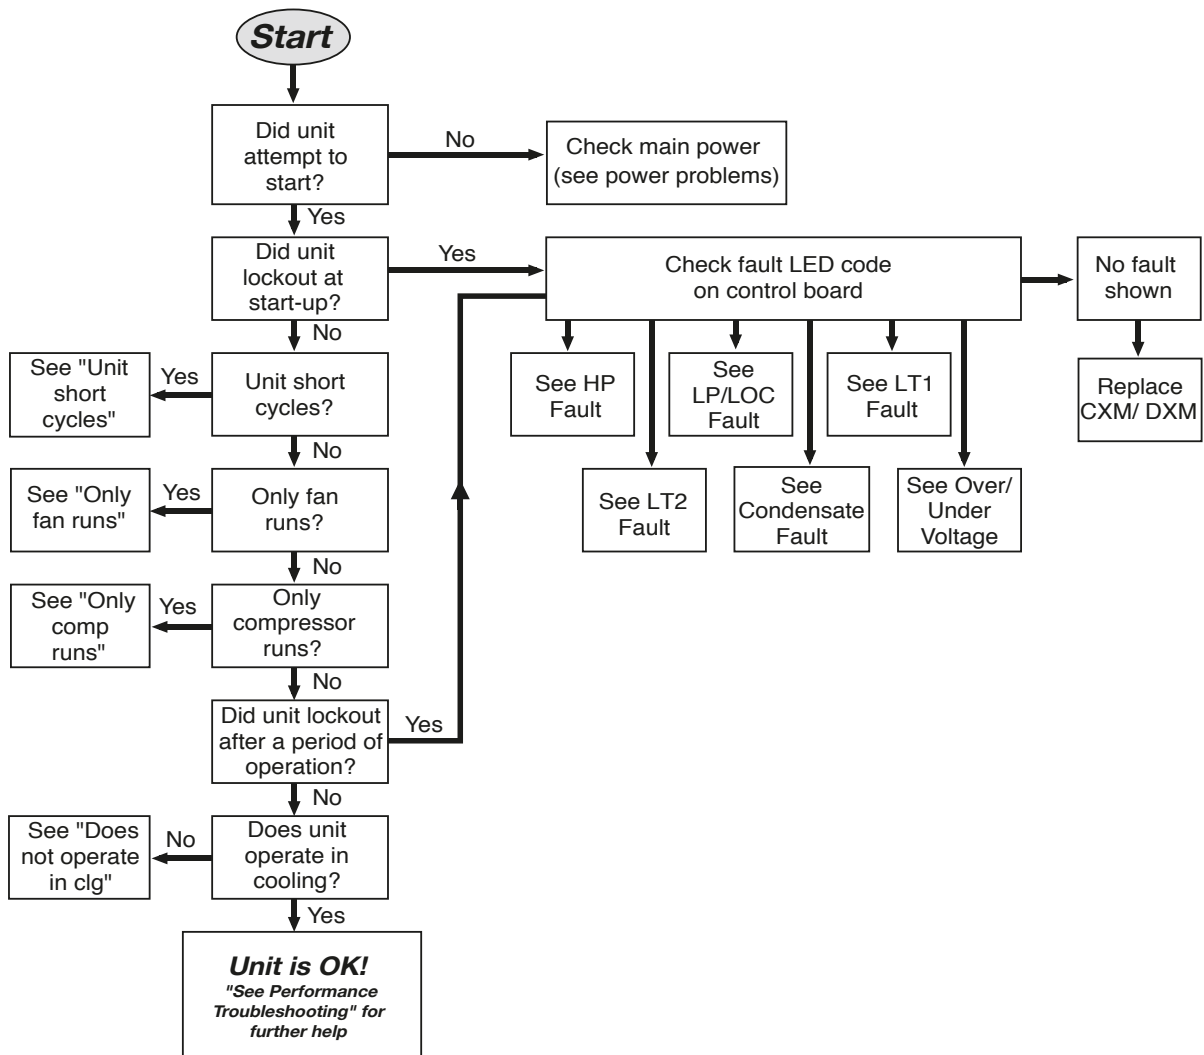 Start
Did unit
attempt to
start?
No
Check main power
(see power problems)
Yes
Did unit
lockout at
start-up?
Yes
Check fault LED code
on control board
No fault
shown
No
See "Unit
short
cycles"
Yes
Unit short
cycles?
See HP
Fault
See
LP/LOC
Fault
See LT1
Fault
Replace
CXM/ DXM
No
See "Only
fan runs"
Yes
Only fan
runs?
See LT2
Fault
See
Condensate
Fault
See Over/
Under
Voltage
No
See "Only
comp
runs"
Yes
Only
compressor
runs?
No
Did unit lockout
after a period of
operation?
Yes
No
See "Does
not operate
in clg"
No
Does unit
operate in
cooling?
Yes
Unit is OK!
"See Performance
Troubleshooting" for
further help